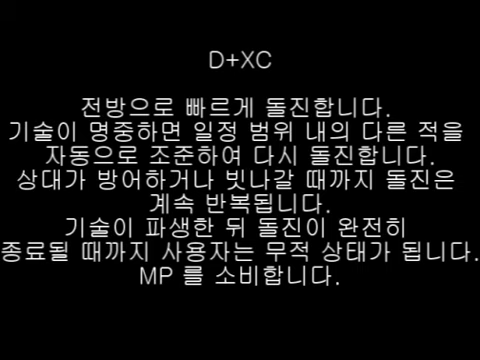 D+XC
전방으로 빠르게 돌진합니다.
기술이 명중하면 일정 범위 내의 다른 적을
자동으로 조준하여 다시 돌진합니다.
상대가 방어하거나 빗나갈 때까지 돌진은
계속 반복됩니다.
기술이 파생한 뒤 돌진이 완전히
종료될 때까지 사용자는 무적 상태가 됩니다.
MP 를 소비합니다.